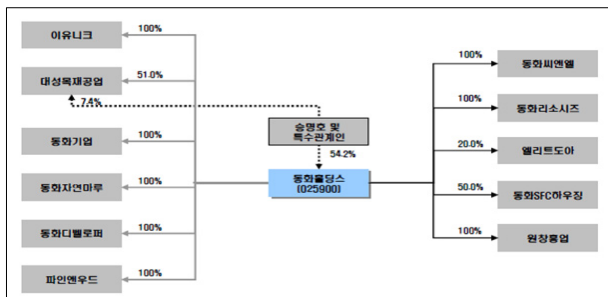 이유니크
100%
대성목재공업
51.0%
7.4%
동화기업
100%
동화자연마루
100%
동화디벨로퍼
100%
파인앤우드
100%
승명호 및
특수관계인
54.2%
동화홀딩스
(025900)
100%
동화씨앤엘
100%
동화리소시즈
20.0%
엘리트도아
50.0%
동화SFC하우징
100%
원창흥업